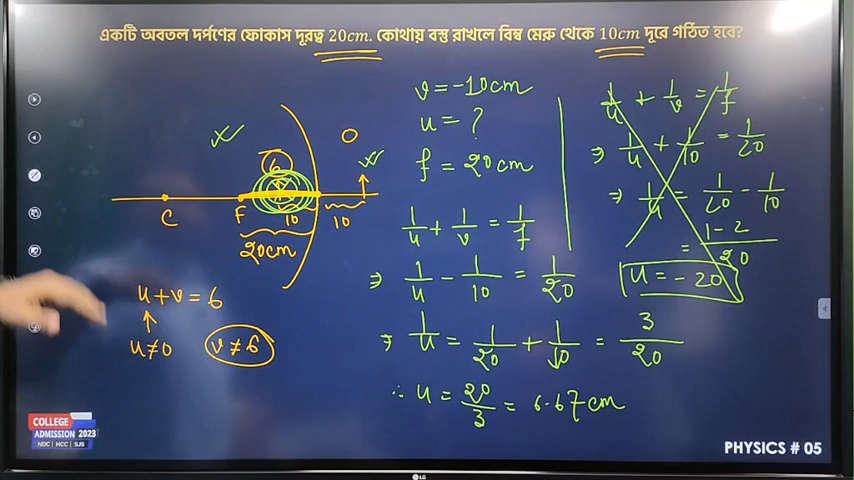 একটি অবতল দর্পণের ফোকাস দূরত্ব 20cm. কোথায় বস্তু রাখলে বিম্ব মেরু থেকে 10cm দূরে গঠিত হবে?
v = -10cm
u = ?
f = 20cm
1/u + 1/v = 1/f
⇒ 1/u - 1/10 = 1/20
⇒ 1/u = 1/20 + 1/10 = 3/20
∴ u = 20/3 = 6.67cm
1/u + 1/v = 1/f
⇒ 1/u + 1/10 = 1/20
⇒ 1/u = 1/20 - 1/10
= 1-2/20
u = -20
C
F
6
10
10
O
20cm
u + v = 6
u ≠ 0
v ≠ 6
COLLEGE
ADMISSION 2023
NDC | HCC | SJS
PHYSICS # 05
LG